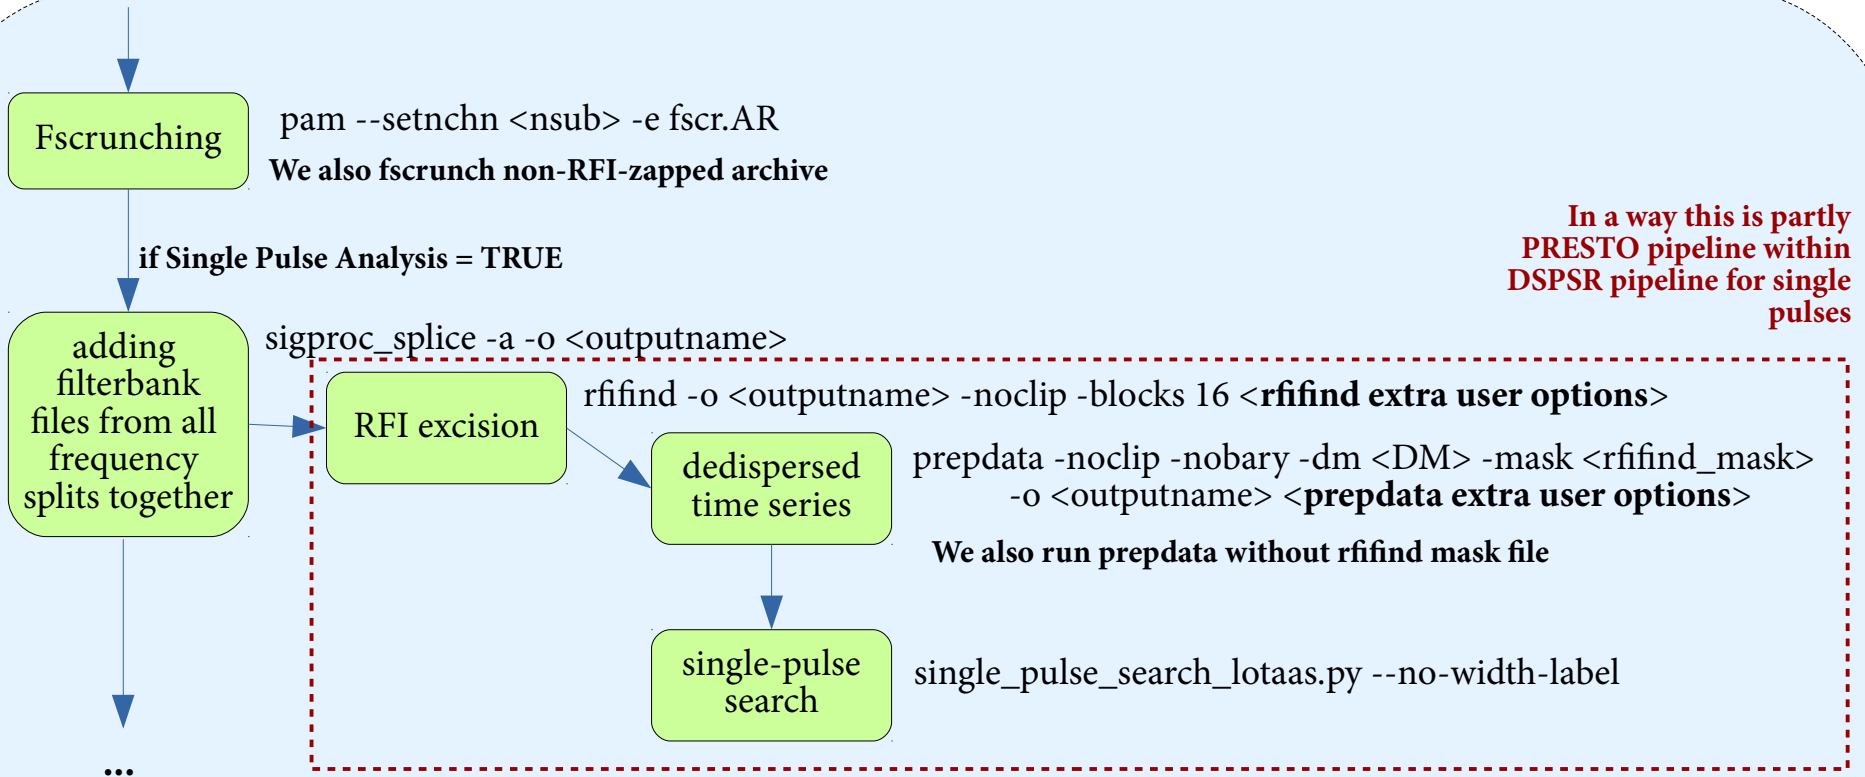 Fscrunching
pam --setnchn <nsub> -e fscr.AR
We also fscrunch non-RFI-zapped archive
if Single Pulse Analysis = TRUE
In a way this is partly
PRESTO pipeline within
DSPSR pipeline for single
pulses
adding
filterbank
files from all
frequency
splits together
sigproc_splice -a -o <outputname>
RFI excision
rfifind -o <outputname> -noclip -blocks 16 <rfifind extra user options>
dedispersed
time series
prepdata -noclip -nobary -dm <DM> -mask <rfifind_mask>
-o <outputname> <prepdata extra user options>
We also run prepdata without rfifind mask file
single-pulse
search
single_pulse_search_lotaas.py --no-width-label
...